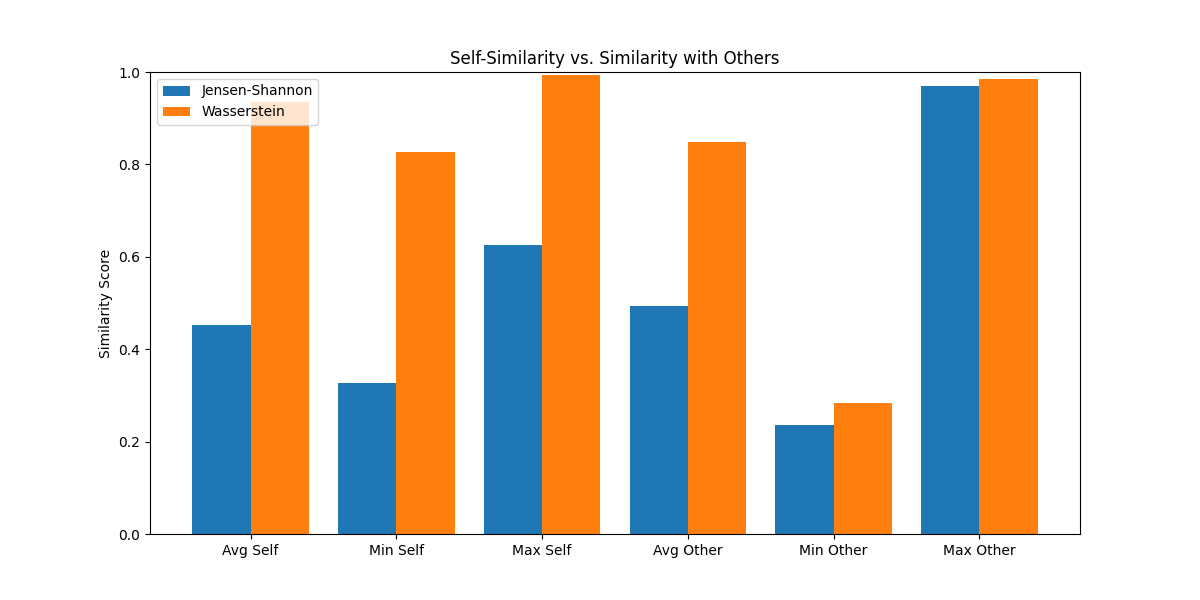 Self-Similarity vs. Similarity with Others
Jensen-Shannon
Wasserstein
Similarity Score
1.0
0.8
0.6
0.4
0.2
0.0
Avg Self
Min Self
Max Self
Avg Other
Min Other
Max Other